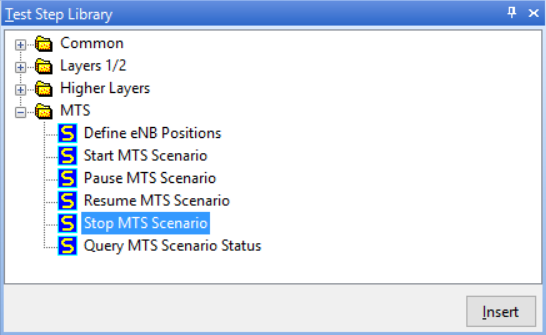 Test Step Library
Common
Layers 1/2
Higher Layers
MTS
Define eNB Positions
Start MTS Scenario
Pause MTS Scenario
Resume MTS Scenario
Stop MTS Scenario
Query MTS Scenario Status
Insert